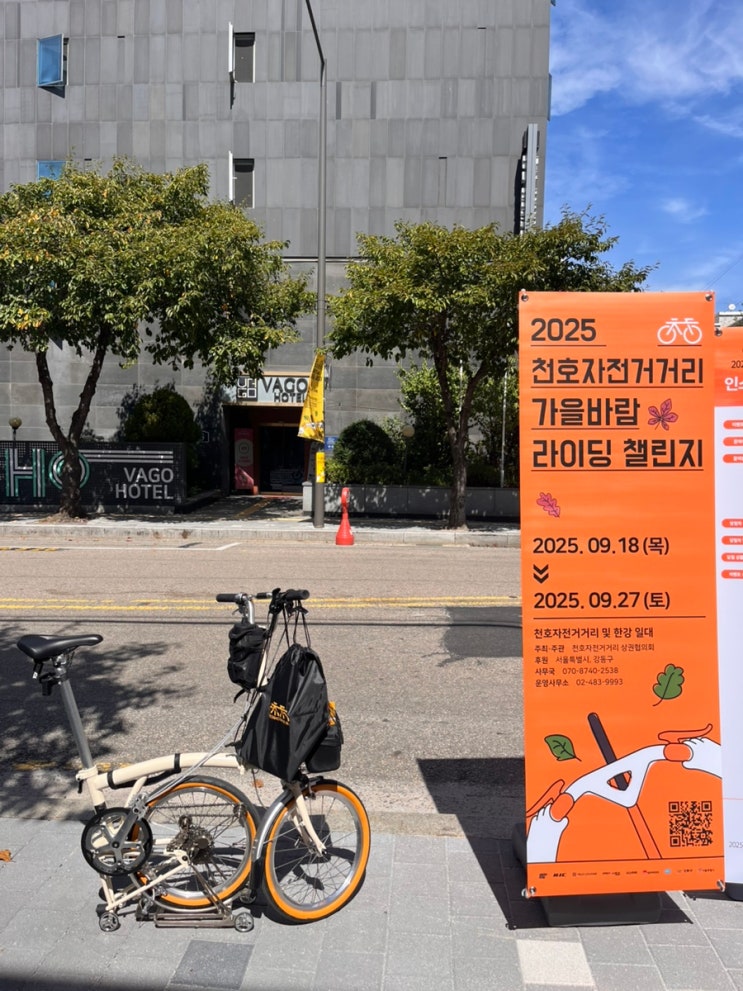 VAGO
HOTEL
HO
VAGO
HOTEL
2025
천호자전거거리
가을바람
라이딩 챌린지
2025. 09.18 (목)
2025. 09.27 (토)
천호자전거거리 및 한강 일대
주최·주관 천호자전거거리 상권협의회
후원 서울특별시, 강동구
사무국 070-8740-2538
운영사무소 02-483-9993